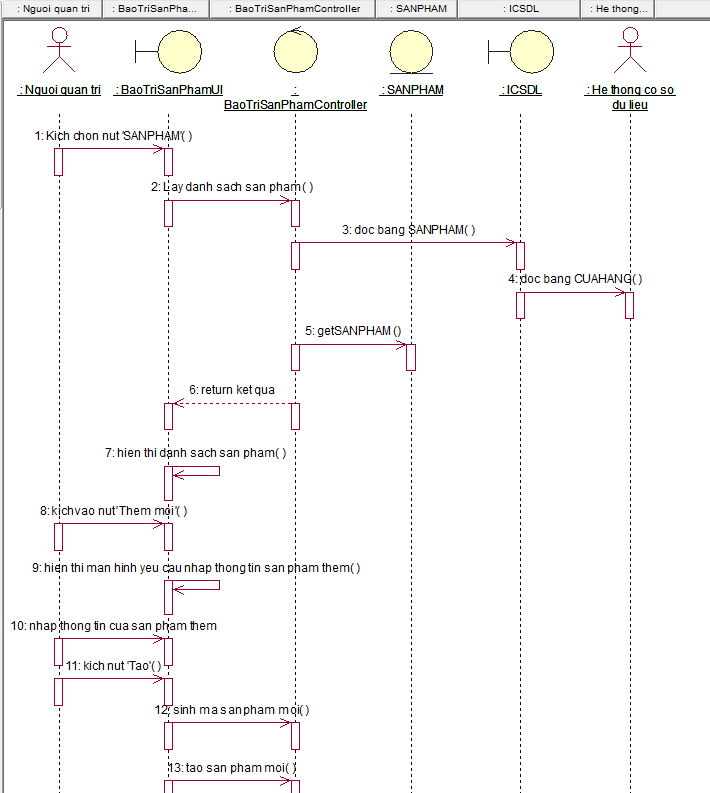 : Nguoi quan tri
: BaoTriSanPha...
: BaoTriSanPhamController
: SANPHAM
: ICSDL
: He thong...
: Nguoi quan tri
: BaoTriSanPhamUI
:
BaoTriSanPhamController
: SANPHAM
: ICSDL
: He thong co so
du lieu
1: Kich chon nut 'SANPHAM'( )
2: Lay danh sach san pham( )
3: doc bang SANPHAM( )
4: doc bang CUAHANG( )
5: getSANPHAM ( )
6: return ket qua
7: hien thi danh sach san pham( )
8: kich vao nut 'Them moi'( )
9: hien thi man hinh yeu cau nhap thong tin san pham them( )
10: nhap thong tin cua san pham them
11: kich nut 'Tao'( )
12: sinh ma san pham moi( )
13: tao san pham moi( )